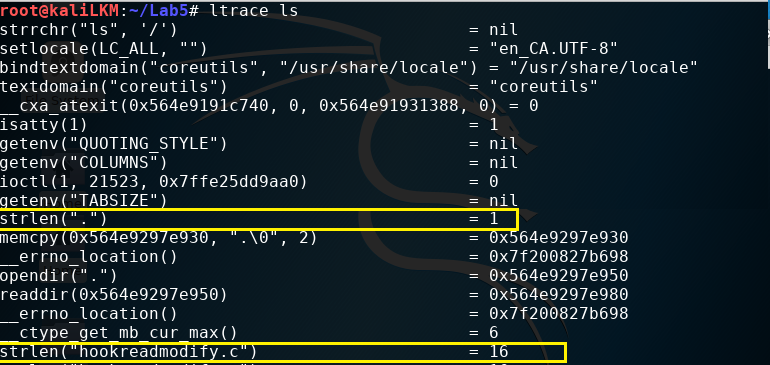 root@kaliLKM:~/Lab5# ltrace ls
strrchr("ls", '/') = nil
setlocale(LC_ALL, "") = "en_CA.UTF-8"
bindtextdomain("coreutils", "/usr/share/locale") = "/usr/share/locale"
textdomain("coreutils") = "coreutils"
__cxa_atexit(0x564e9191c740, 0, 0x564e91931388, 0) = 0
isatty(1) = 1
getenv("QUOTING_STYLE") = nil
getenv("COLUMNS") = nil
ioctl(1, 21523, 0x7ffe25dd9aa0) = 0
getenv("TABSIZE") = nil
strlen(".") = 1
memcpy(0x564e9297e930, ".\0", 2) = 0x564e9297e930
__errno_location() = 0x7f200827b698
opendir(".") = 0x564e9297e950
readdir(0x564e9297e950) = 0x564e9297e980
__errno_location() = 0x7f200827b698
__ctype_get_mb_cur_max() = 6
strlen("hookreadmodify.c") = 16